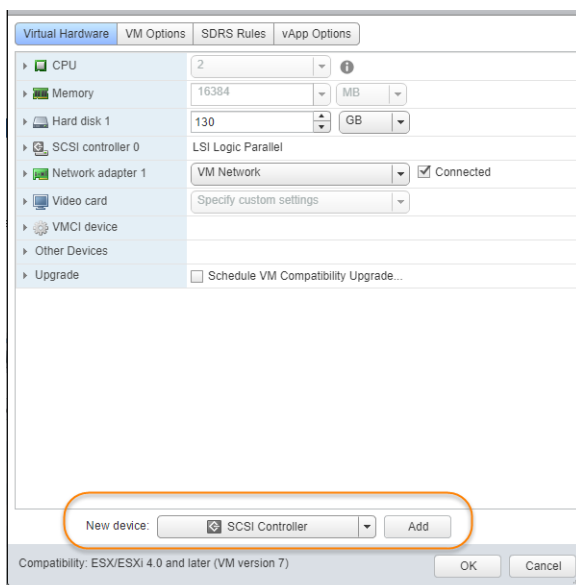 Virtual Hardware VM Options SDRS Rules vApp Options
CPU 2
Memory 16384 MB
Hard disk 1 130 GB
SCSI controller 0 LSI Logic Parallel
Network adapter 1 VM Network Connected
Video card Specify custom settings
VMCI device
Other Devices
Upgrade Schedule VM Compatibility Upgrade...
New device: SCSI Controller Add
Compatibility: ESX/ESXi 4.0 and later (VM version 7) OK Cancel